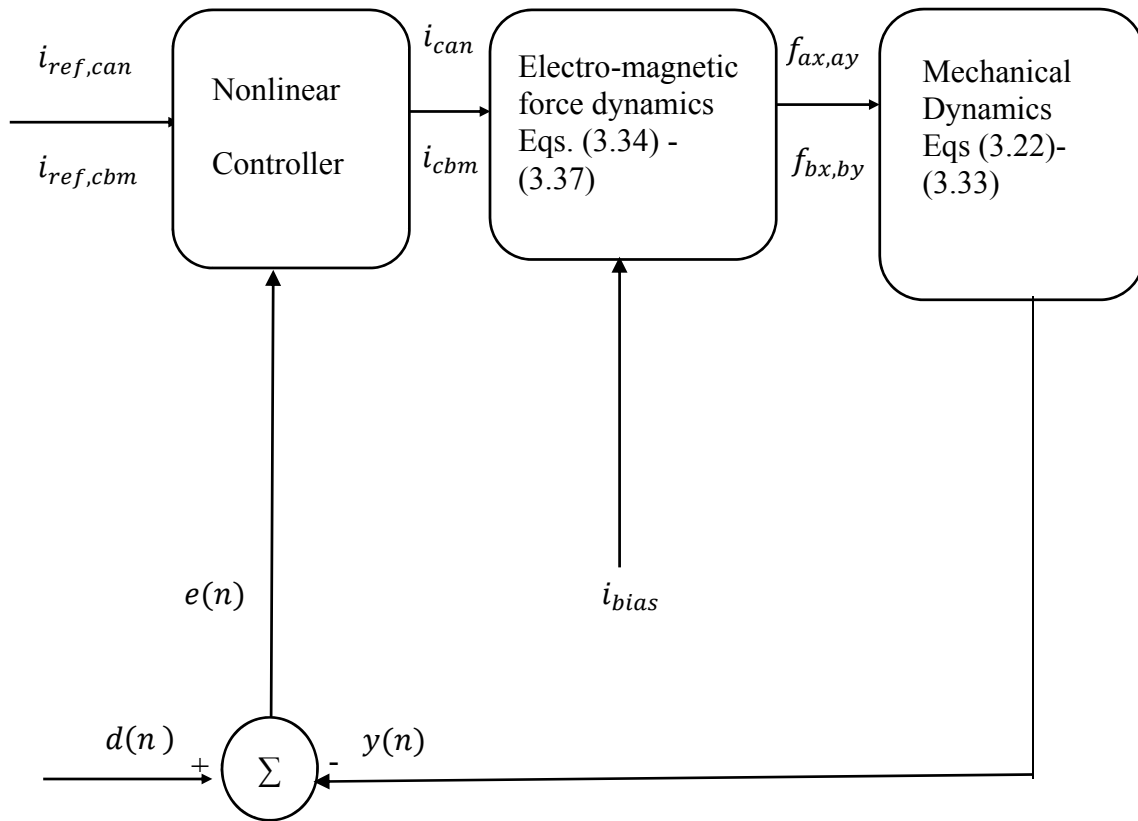 i_{ref,can}
i_{ref,cbm}
Nonlinear
Controller
i_{can}
i_{cbm}
Electro-magnetic
force dynamics
Eqs. (3.34) -
(3.37)
f_{ax,ay}
f_{bx,by}
Mechanical
Dynamics
Eqs (3.22)-
(3.33)
e(n)
i_{bias}
d(n )
+
∑
-
y(n)